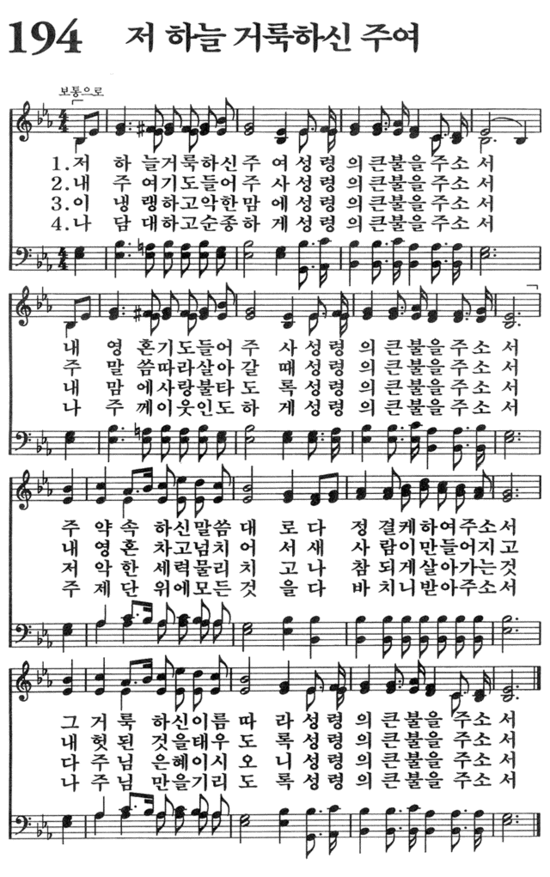 194 저 하늘 거룩하신 주여
보통으로
1.저 하 늘거룩하신주 여성령 의큰불을주소 서
2.내 주 여기도들어주 사성령 의큰불을주소 서
3.이 냉 랭하고악한맘 에성령 의큰불을주소 서
4.나 담 대하고순종하 게성령 의큰불을주소 서
내 영 혼기도들어주 사성령 의큰불을주소 서
주 말 씀따라살아갈 때성령 의큰불을주소 서
내 맘 에사랑불타도 록성령 의큰불을주소 서
나 주 께이웃인도하 게성령 의큰불을주소 서
주 약 속 하신말씀 대 로다 정 결케하여주소서
내 영 혼 차고넘치 어 서새 사 람이만들어지고
저 악 한 세력물리 치 고나 참 되게살아가는것
주 제 단 위에모든 것 을다 바 치니받아주소서
그 거 룩 하신이름 따 라성령 의큰불을 주소 서
내 헛 된 것을태우 도 록성령 의큰불을 주소 서
다 주 님 은혜이시 오 니성령 의큰불을 주소 서
나 주 님 만을기리 도 록성령 의큰불을 주소 서